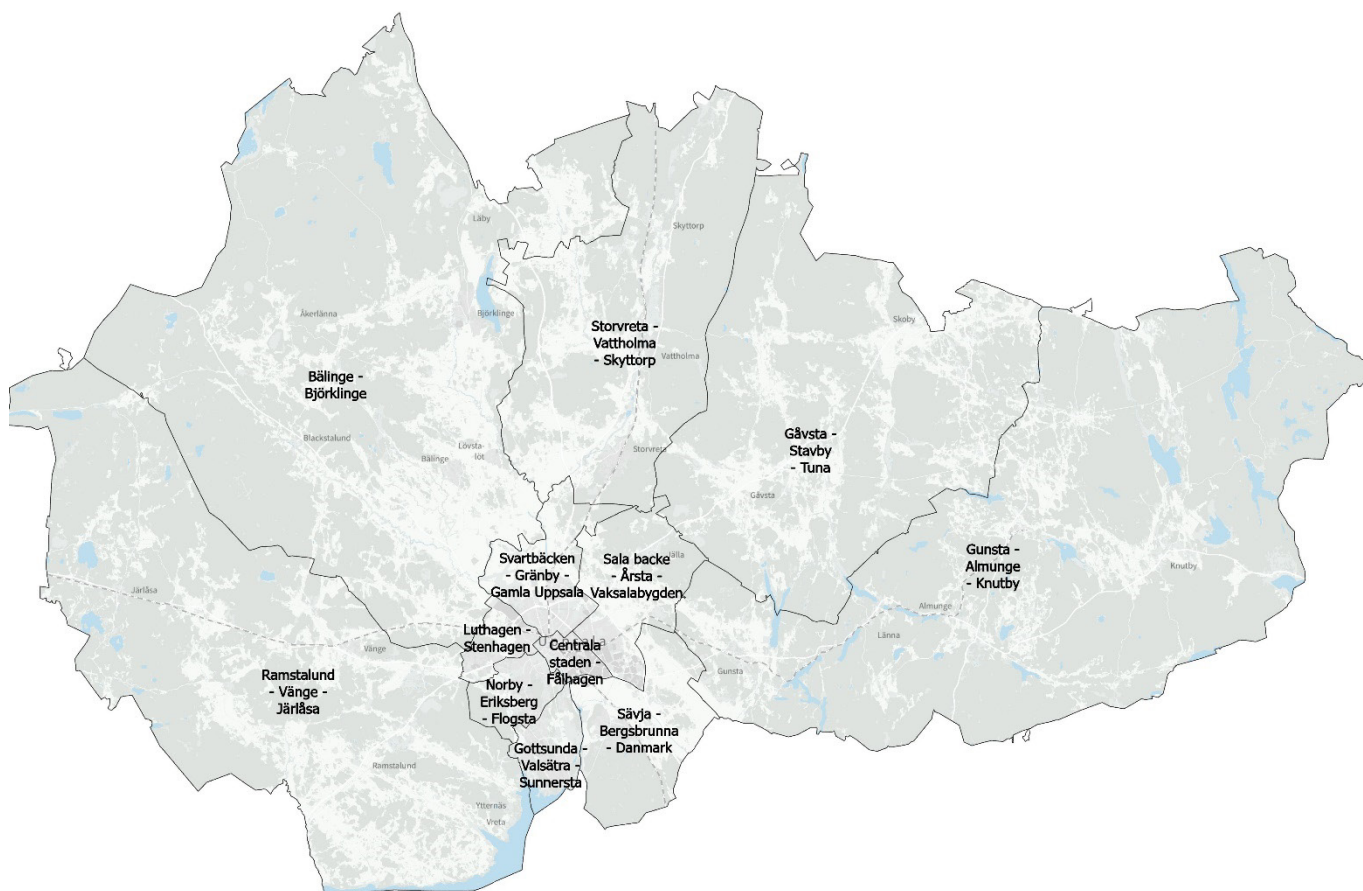 Läby
Skyttorp
Åkerlänna
Björklinge
Skoby
Storvreta -
Vattholma
- Skyttorp
Vattholma
Bälinge -
Björklinge
Blackstalund
Lövsta-
löt
Bälinge
Storvreta
Gåvsta -
Stavby
- Tuna
Gåvsta
Svartbäcken
- Gränby -
Gamla Uppsala
Sala backe
- Årsta -
Vaksalabygden.
Jälla
Gunsta -
Almunge
- Knutby
Knutby
Järlåsa
Almunge
Länna
Luthagen -
Stenhagen
Centrala
staden -
Fålhagen
Vänge
Gunsta
Ramstalund
- Vänge -
Järlåsa
Norby -
Eriksberg
- Flogsta
Sävja -
Bergsbrunna
- Danmark
Gottsunda -
Valsätra -
Sunnersta
Ramstalund
Ytternäs
Vreta